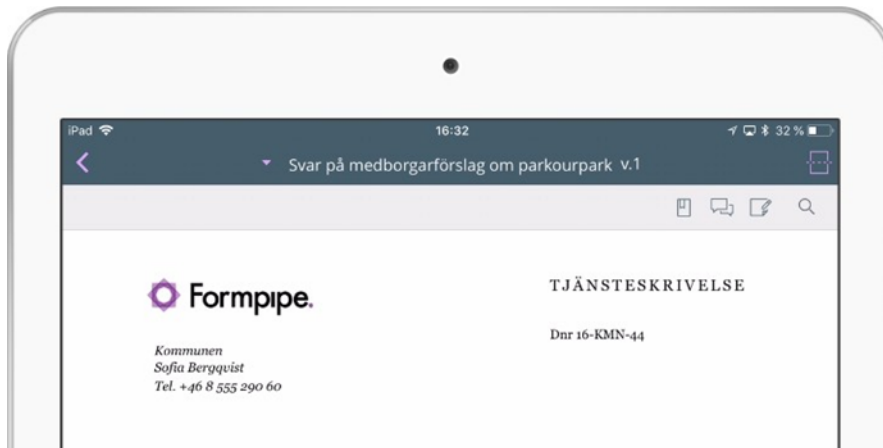 iPad 16:32 32 %
Svar på medborgarförslag om parkourpark v.1
Formpipe.
TJÄNSTESKRIVELSE
Dnr 16-KMN-44
Kommunen
Sofia Bergqvist
Tel. +46 8 555 290 60